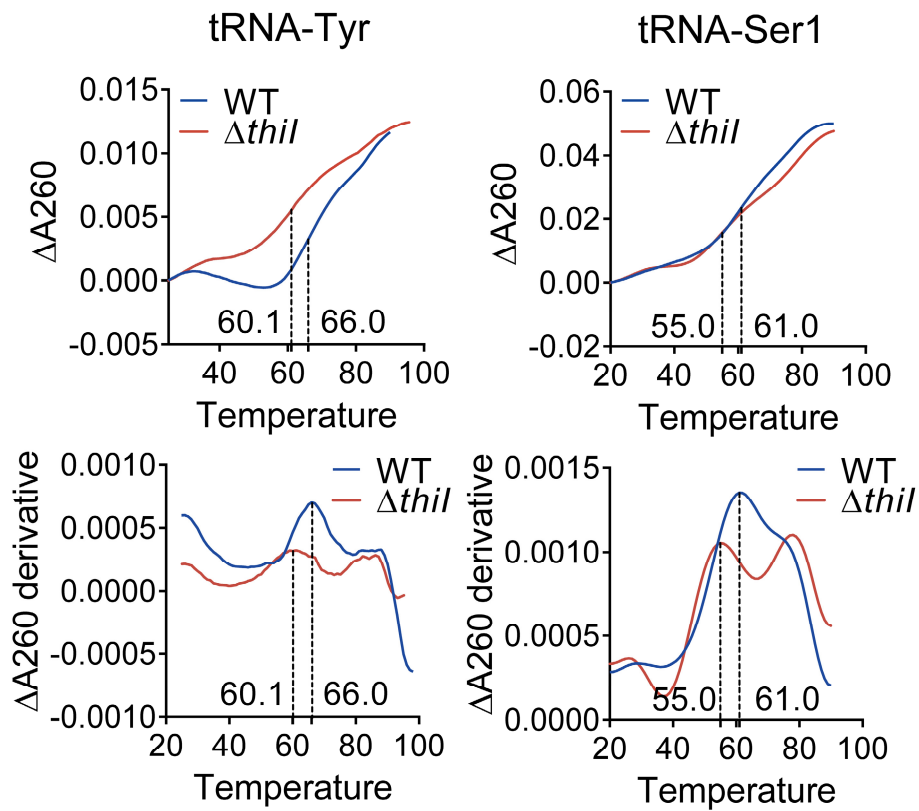 tRNA-Tyr
0.015
0.010
0.005
0.000
-0.005
ΔA260
WT
Δthil
60.1
66.0
40 60 80 100
Temperature
tRNA-Ser1
0.06
0.04
0.02
0.00
-0.02
ΔA260
WT
Δthil
55.0
61.0
20 40 60 80 100
Temperature
0.0010
0.0005
0.0000
-0.0005
-0.0010
ΔA260 derivative
WT
Δthil
60.1
66.0
20 40 60 80 100
Temperature
0.0015
0.0010
0.0005
0.0000
ΔA260 derivative
WT
Δthil
55.0
61.0
20 40 60 80 100
Temperature